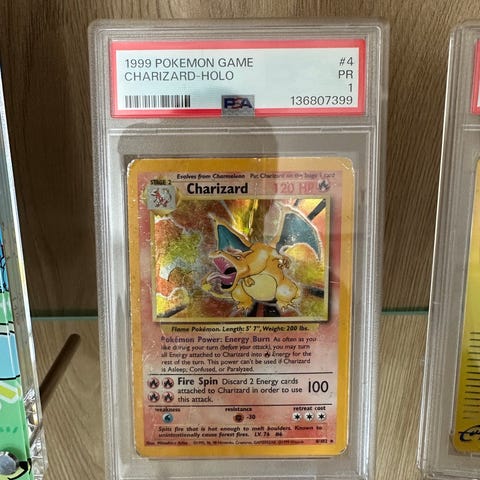 1999 POKEMON GAME #4
CHARIZARD-HOLO PR
1
PSA 136807399
Evolves from Charmeleon Put Charizard on the Stage 1 card
STAGE 2
Charizard 120 HP
Flame Pokémon. Length: 5' 7", Weight: 200 lbs.
Pokémon Power: Energy Burn As often as you
like during your turn (before your attack), you may turn
all Energy attached to Charizard into Energy for the
rest of the turn. This power can't be used if Charizard
is Asleep, Confused, or Paralyzed.
Fire Spin Discard 2 Energy cards
attached to Charizard in order to use
this attack. 100
weakness resistance retreat cost
-30
Spits fire that is hot enough to melt boulders. Known to
unintentionally cause forest fires. LV. 76 #6
4/102